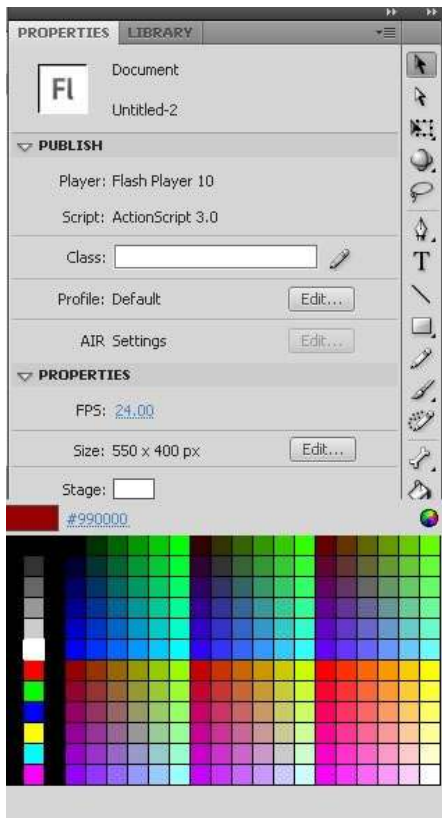 PROPERTIES LIBRARY
Fl
Document
Untitled-2
PUBLISH
Player: Flash Player 10
Script: ActionScript 3.0
Class:
Profile: Default Edit...
AIR Settings Edit...
PROPERTIES
FPS: 24.00
Size: 550 x 400 px Edit...
Stage:
#990000
T